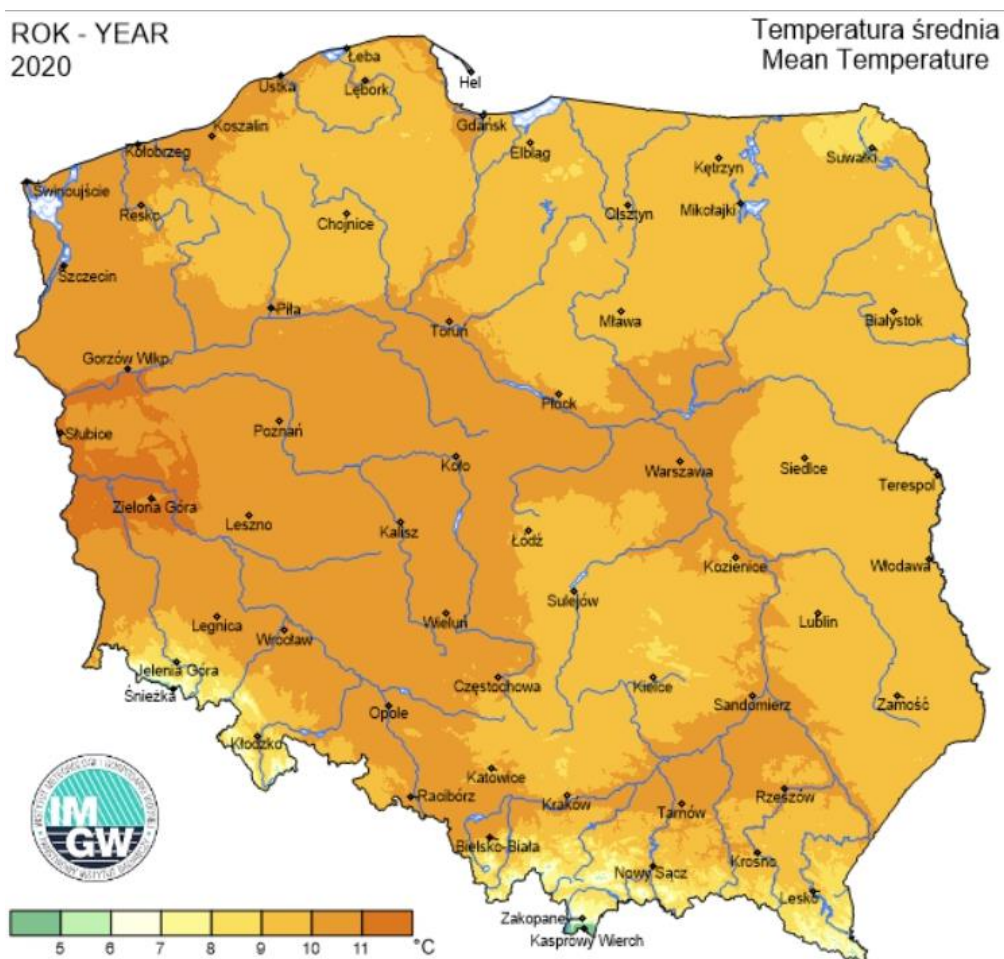 ROK - YEAR
2020
Temperatura średnia
Mean Temperature
Łeba
Hel
Ustka
Lębork
Gdańsk
Koszalin
Kołobrzeg
Elbląg
Kętrzyn
Suwałki
Świnoujście
Resko
Chojnice
Olsztyn
Mikołajki
Szczecin
Piła
Toruń
Mława
Białystok
Gorzów Wlkp.
Płock
Słubice
Poznań
Koło
Warszawa
Siedlce
Terespol
Zielona Góra
Leszno
Kalisz
Łódź
Kozienice
Włodawa
Sulejów
Legnica
Wrocław
Wieluń
Lublin
Jelenia Góra
Śnieżka
Częstochowa
Kielce
Sandomierz
Zamość
Opole
Kłodzko
Katowice
Racibórz
Kraków
Tarnów
Rzeszów
Bielsko-Biała
Nowy Sącz
Krosno
Lesko
Zakopane
Kasprowy Wierch
IM
GW
5 6 7 8 9 10 11 °C